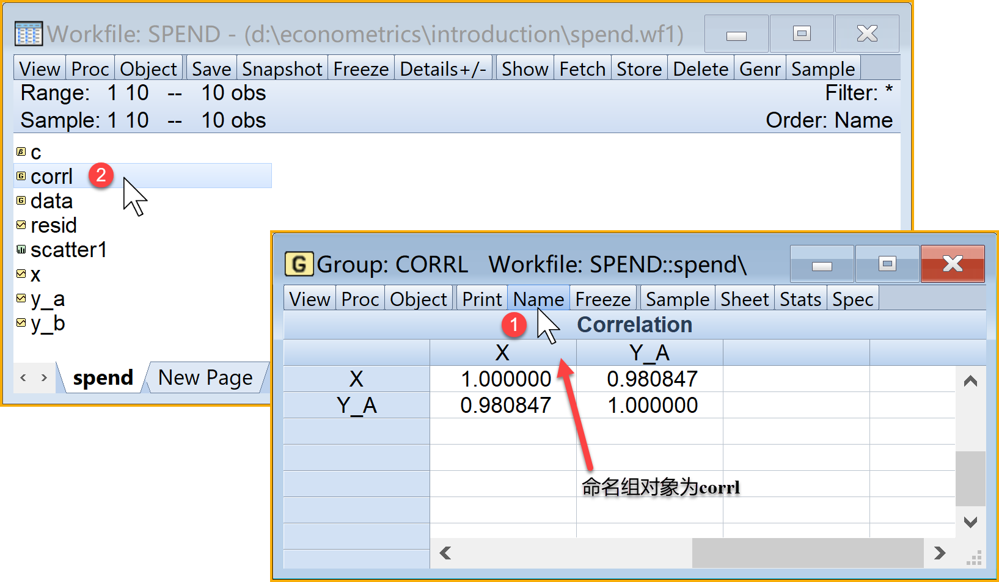 Workfile: SPEND - (d:\econometrics\introduction\spend.wf1)
View Proc Object Save Snapshot Freeze Details+/- Show Fetch Store Delete Genr Sample
Range: 1 10 -- 10 obs Filter: *
Sample: 1 10 -- 10 obs Order: Name
β c
G corrl 2
G data
resid
scatter1
x
y_a
y_b
spend New Page
G Group: CORRL Workfile: SPEND::spend\
View Proc Object Print Name Freeze Sample Sheet Stats Spec
1 Correlation
X Y_A
X 1.000000 0.980847
Y_A 0.980847 1.000000
命名组对象为corrl